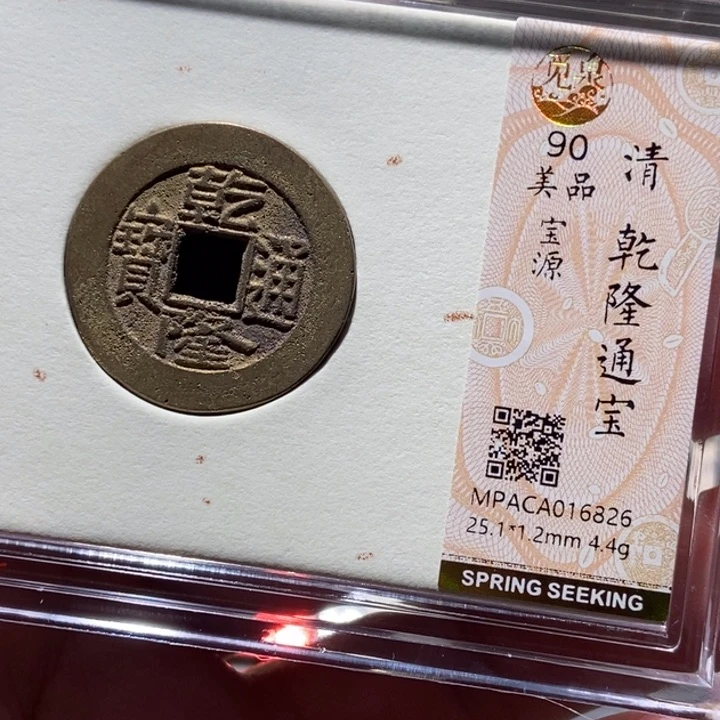 乾隆通寶
覓泉
90
美品
宝源
清 乾隆通宝
MPACA016826
25.1*1.2mm 4.4g
SPRING SEEKING